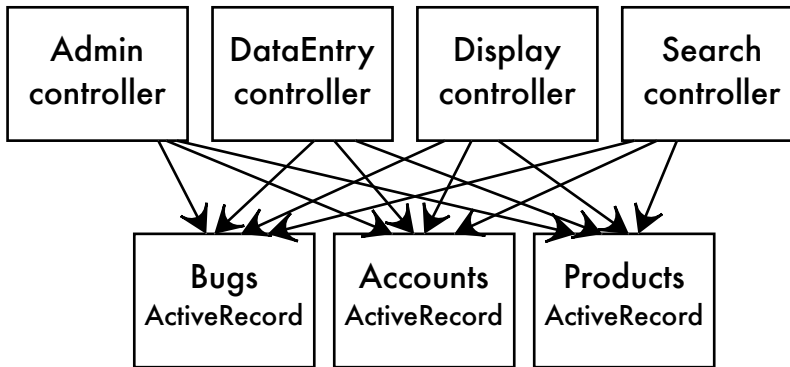 Admin
controller
DataEntry
controller
Display
controller
Search
controller
Bugs
ActiveRecord
Accounts
ActiveRecord
Products
ActiveRecord